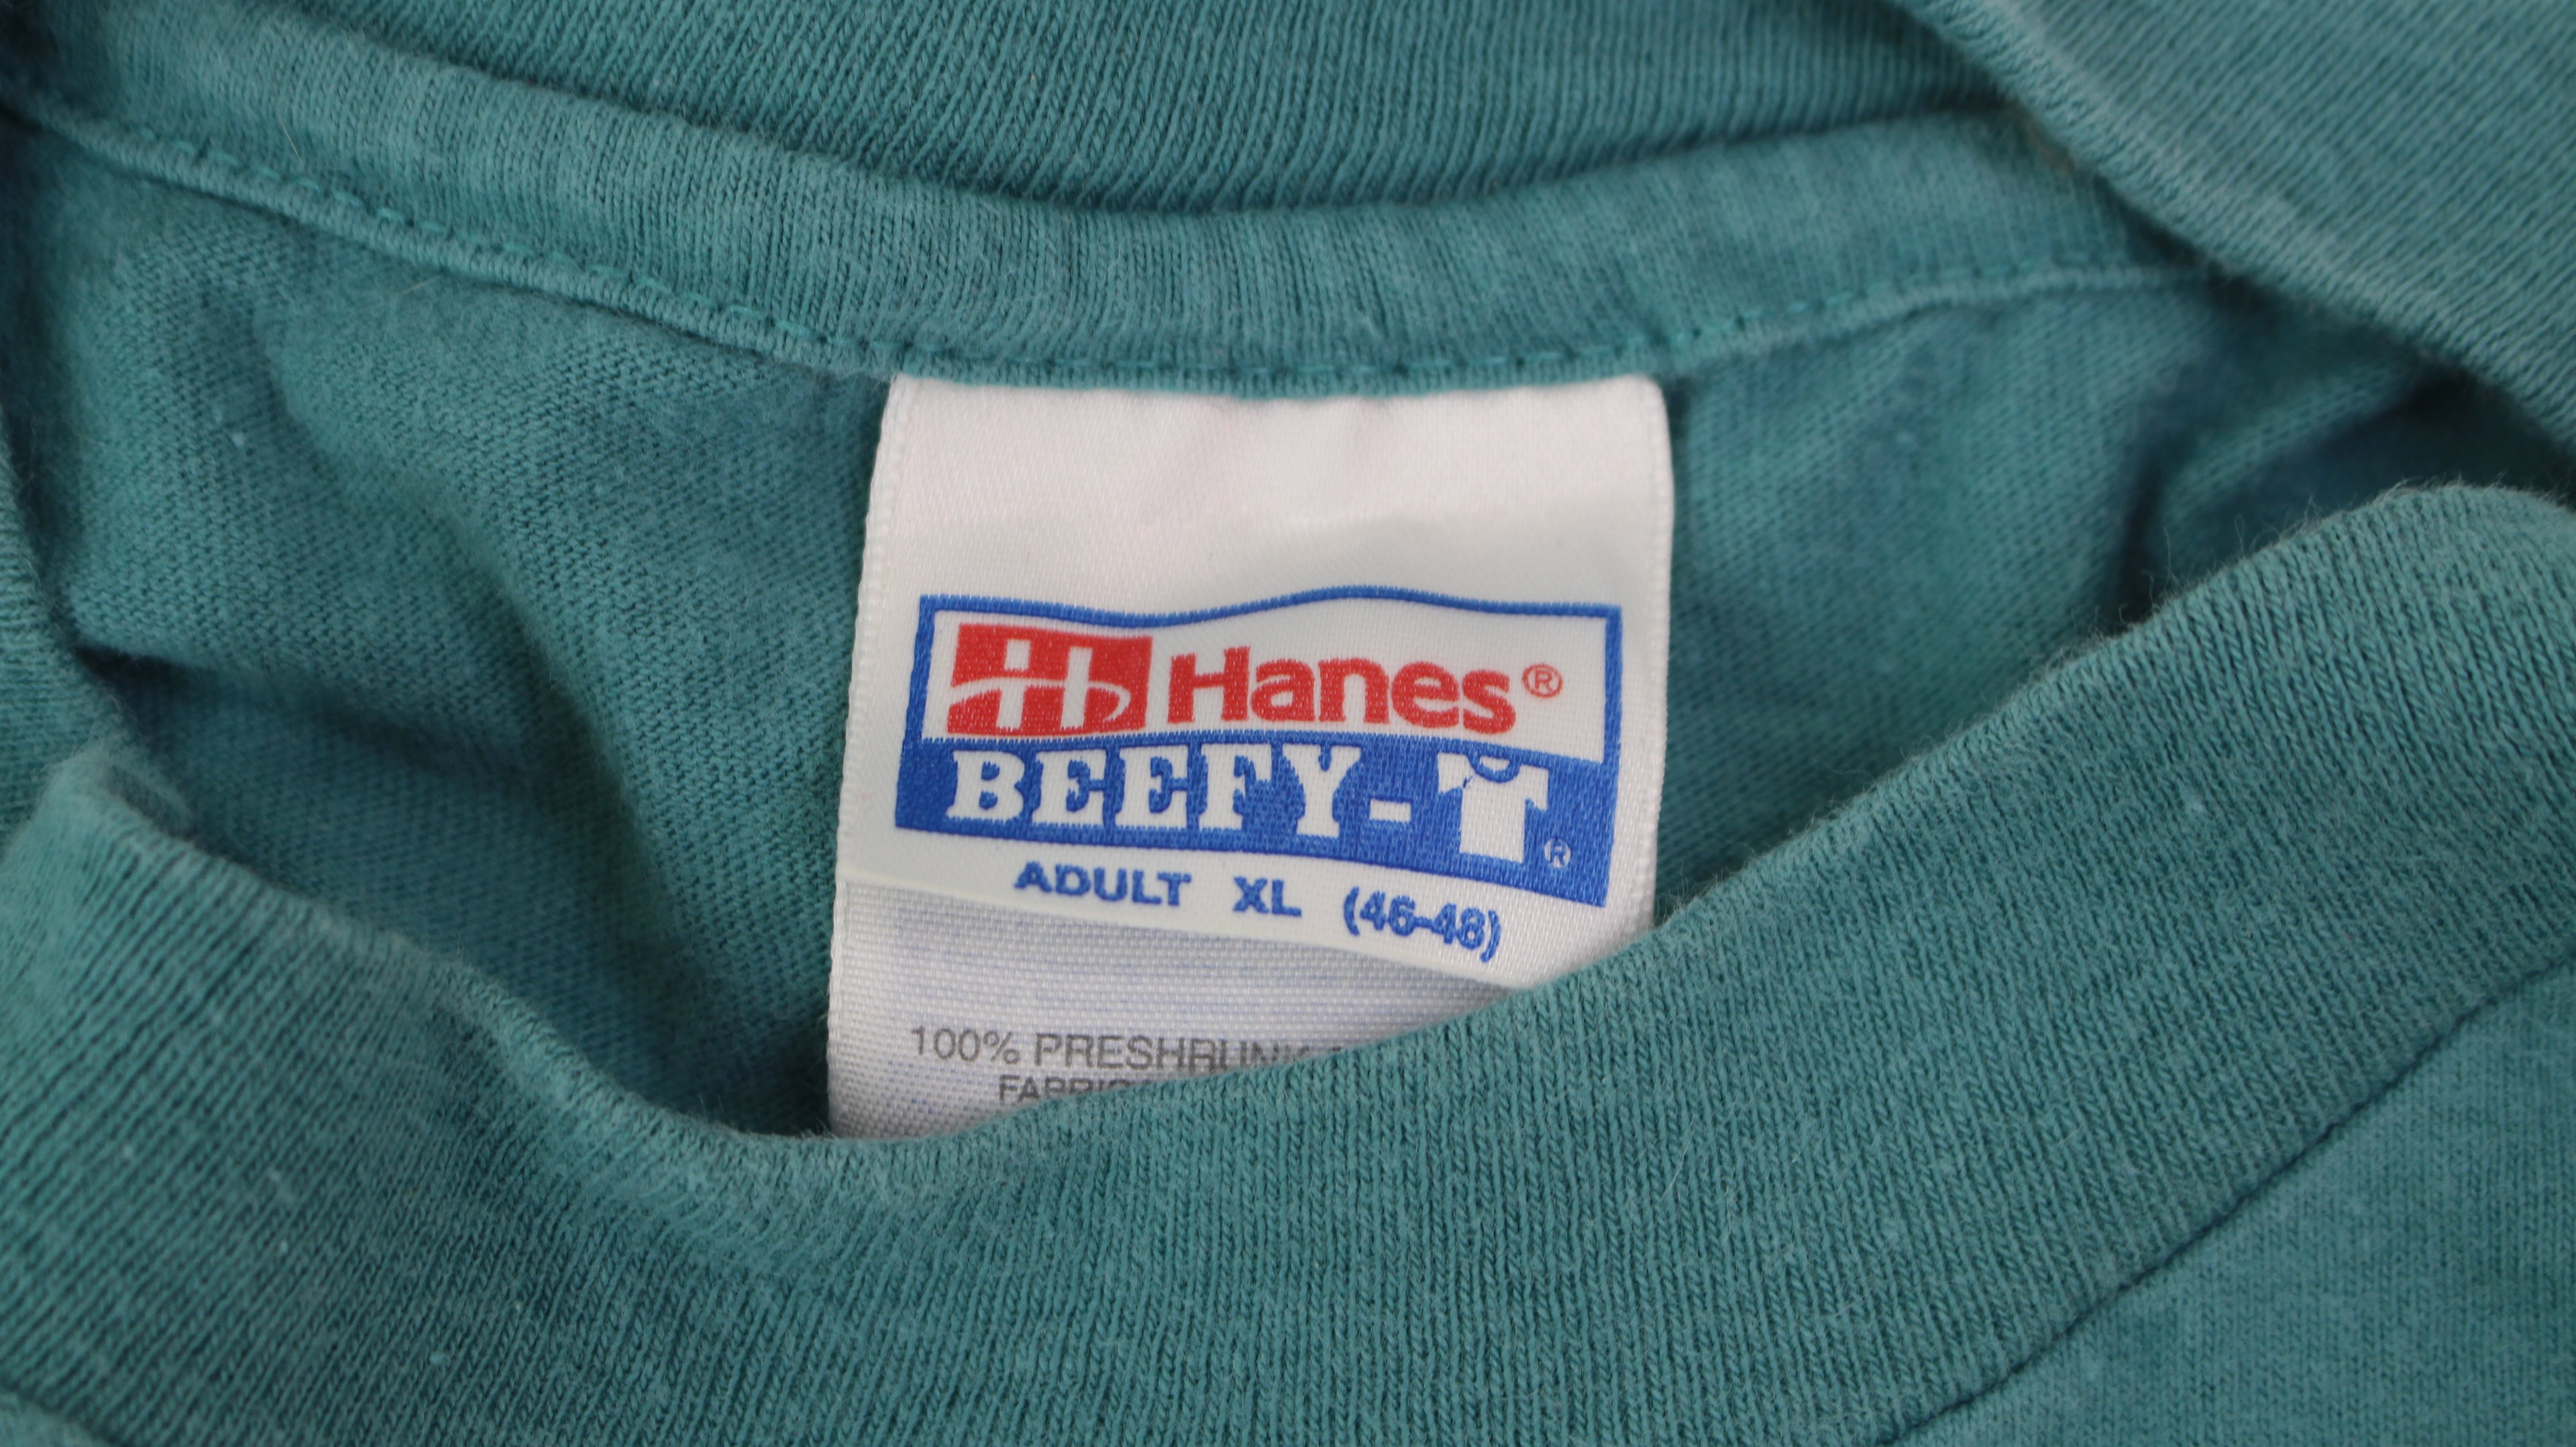 Hanes®
BEEFY-T®
ADULT XL (46-48)
100% PRESHRUNK